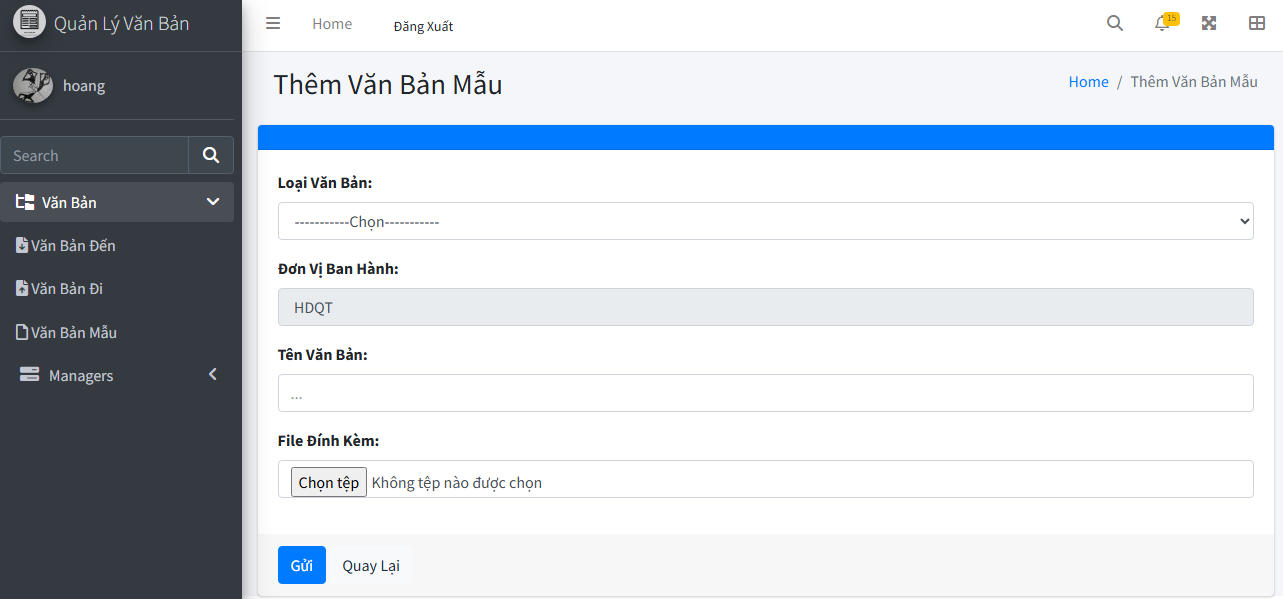 Quản Lý Văn Bản
hoang
Search
Văn Bản
Văn Bản Đến
Văn Bản Đi
Văn Bản Mẫu
Managers
Home
Đăng Xuất
15
Thêm Văn Bản Mẫu
Home / Thêm Văn Bản Mẫu
Loại Văn Bản:
-----------Chọn-----------
Đơn Vị Ban Hành:
HDQT
Tên Văn Bản:
...
File Đính Kèm:
Chọn tệp Không tệp nào được chọn
Gửi Quay Lại